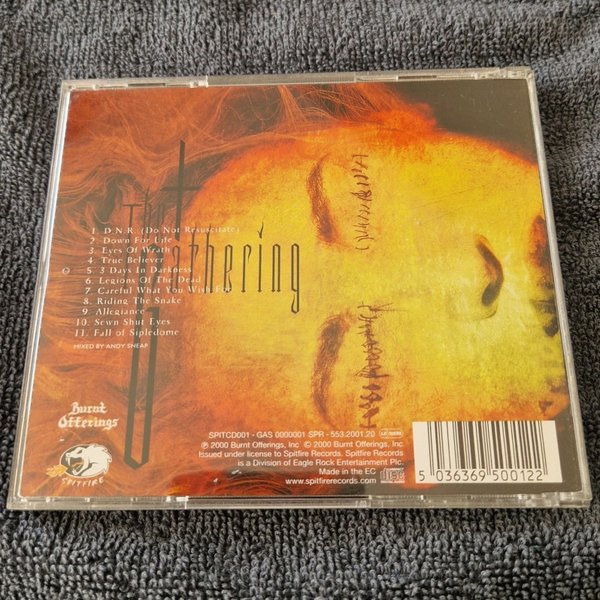 The
Gathering
1. D.N.R. (Do Not Resuscitate)
2. Down For Life
3. Eyes Of Wrath
4. True Believer
5. 3 Days In Darkness
6. Legions Of The Dead
7. Careful What You Wish For
8. Riding The Snake
9. Allegiance
10. Sewn Shut Eyes
11. Fall of Sipledome
MIXED BY ANDY SNEAP
Burnt
Offerings
SPITFIRE
SPITCD001 - GAS 0000001 SPR - 553.2001.20
℗ 2000 Burnt Offerings, Inc © 2000 Burnt Offerings, Inc
Issued under license to Spitfire Records. Spitfire Records
is a Division of Eagle Rock Entertainment Plc.
Made in the EC
www.spitfirerecords.com
5 036369 500122